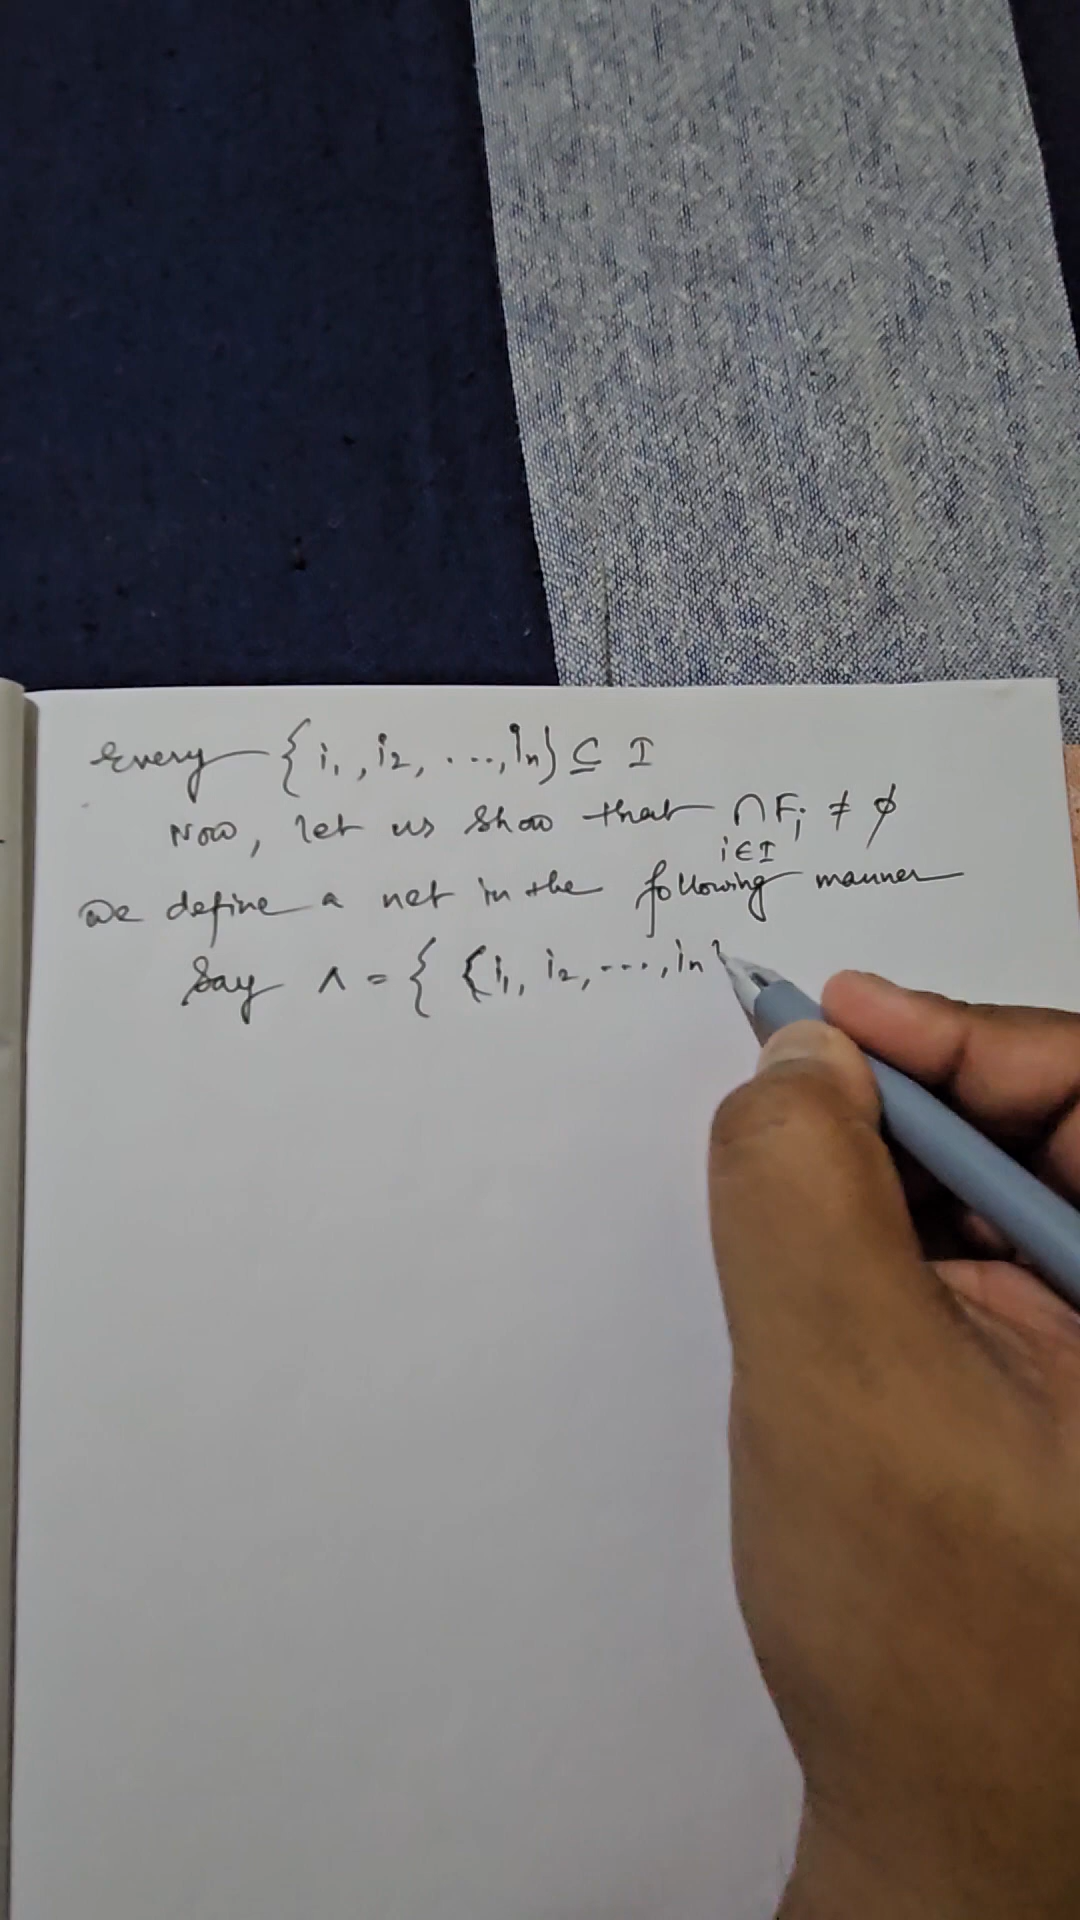 Every {i₁, i₂, ..., iₙ} ⊆ I
Now, let us show that ∩Fᵢ ≠ ϕ
i∈I
we define a net in the following manner
Say Λ = { {i₁, i₂, ..., iₙ}